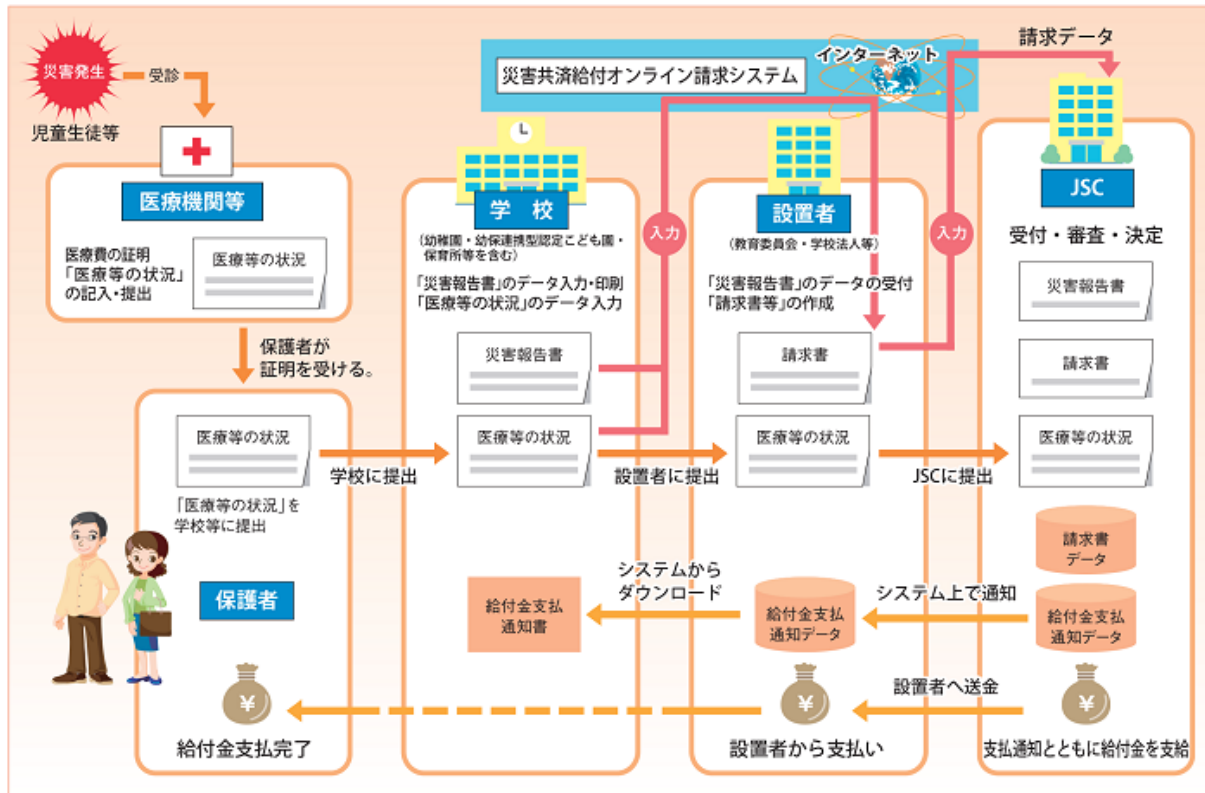 災害発生
受診
児童生徒等
災害共済給付オンライン請求システム
インターネット
請求データ
医療機関等
医療費の証明
「医療等の状況」
の記入・提出
医療等の状況
保護者が
証明を受ける。
医療等の状況
「医療等の状況」を
学校等に提出
保護者
¥
給付金支払完了
学校に提出
学 校
(幼稚園・幼保連携型認定こども園・
保育所等を含む)
「災害報告書」のデータ入力・印刷
「医療等の状況」のデータ入力
災害報告書
医療等の状況
入力
設置者に提出
給付金支払
通知書
システムから
ダウンロード
設置者
(教育委員会・学校法人等)
「災害報告書」のデータの受付
「請求書等」の作成
請求書
医療等の状況
入力
JSCに提出
給付金支払
通知データ
システム上で通知
¥
設置者から支払い
設置者へ送金
JSC
受付・審査・決定
災害報告書
請求書
医療等の状況
請求書
データ
給付金支払
通知データ
¥
支払通知とともに給付金を支給